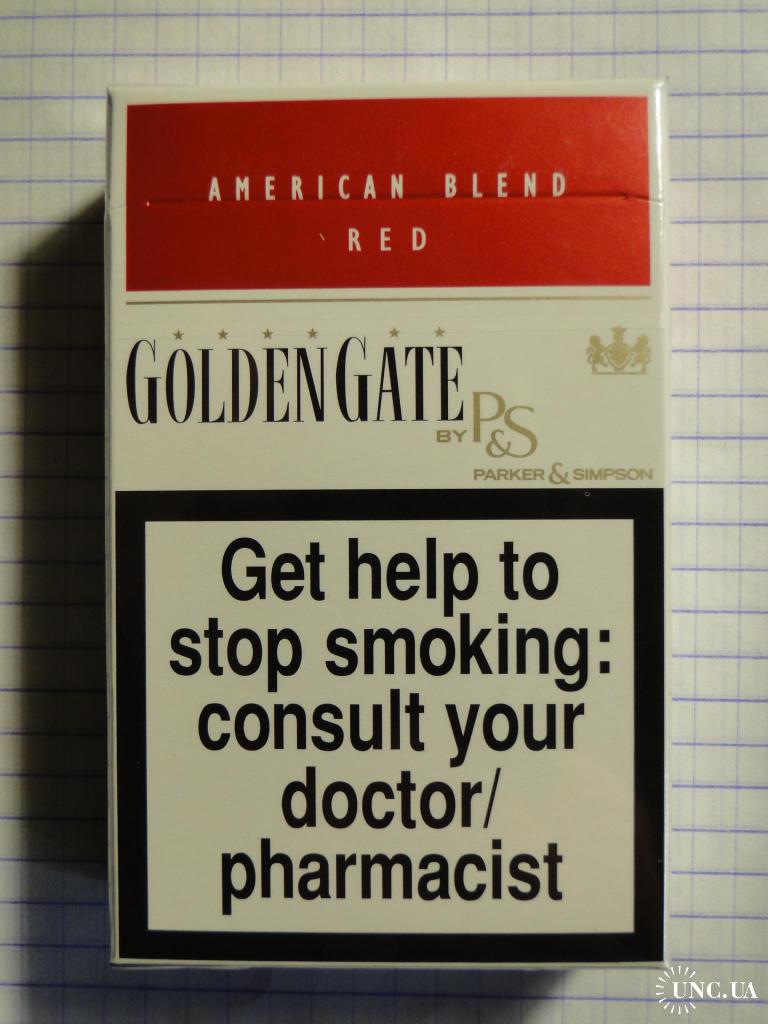 AMERICAN BLEND
RED
GOLDEN GATE
BY P&S
PARKER & SIMPSON
Get help to
stop smoking:
consult your
doctor/
pharmacist
UNC.UA